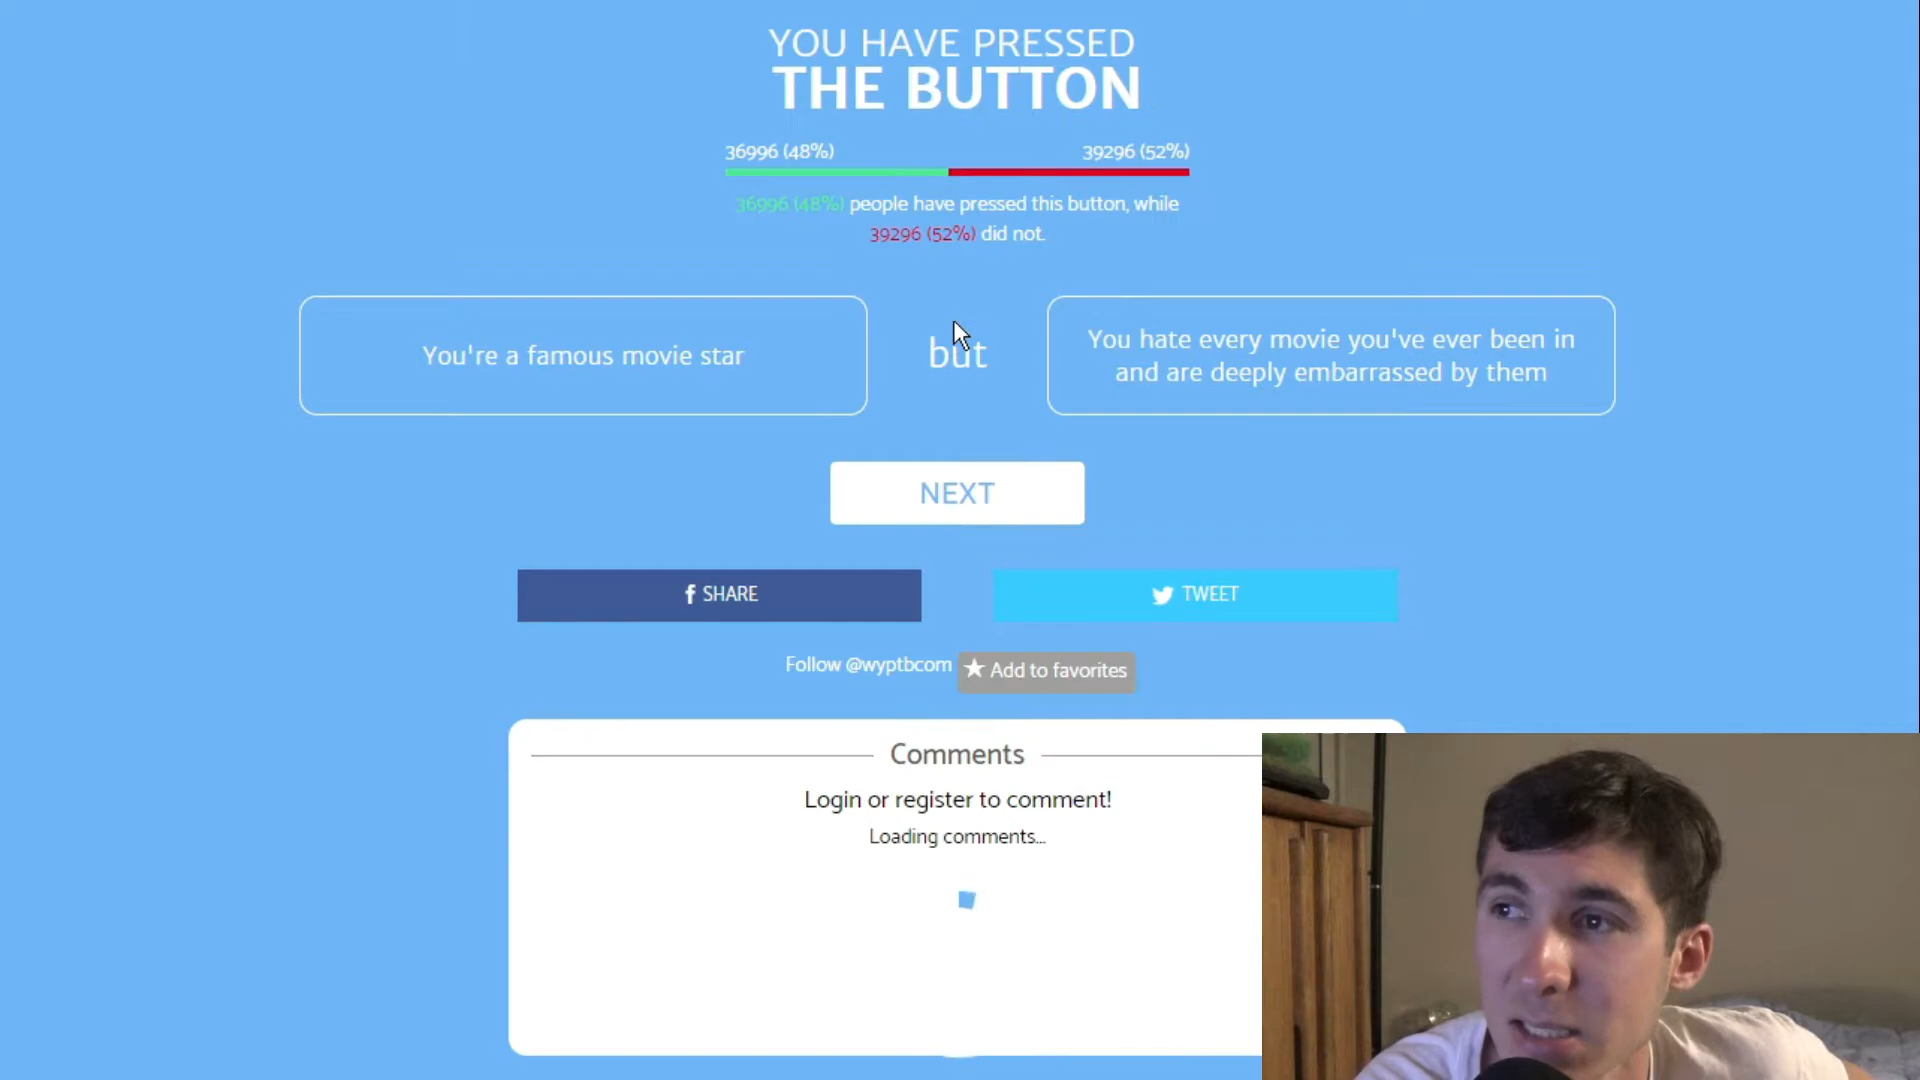 YOU HAVE PRESSED
THE BUTTON
36996 (48%)
39296 (52%)
36996 (48%) people have pressed this button, while
39296 (52%) did not.
You're a famous movie star
but
You hate every movie you've ever been in
and are deeply embarrassed by them
NEXT
f SHARE
TWEET
Follow @wyptbcom
Add to favorites
Comments
Login or register to comment!
Loading comments...